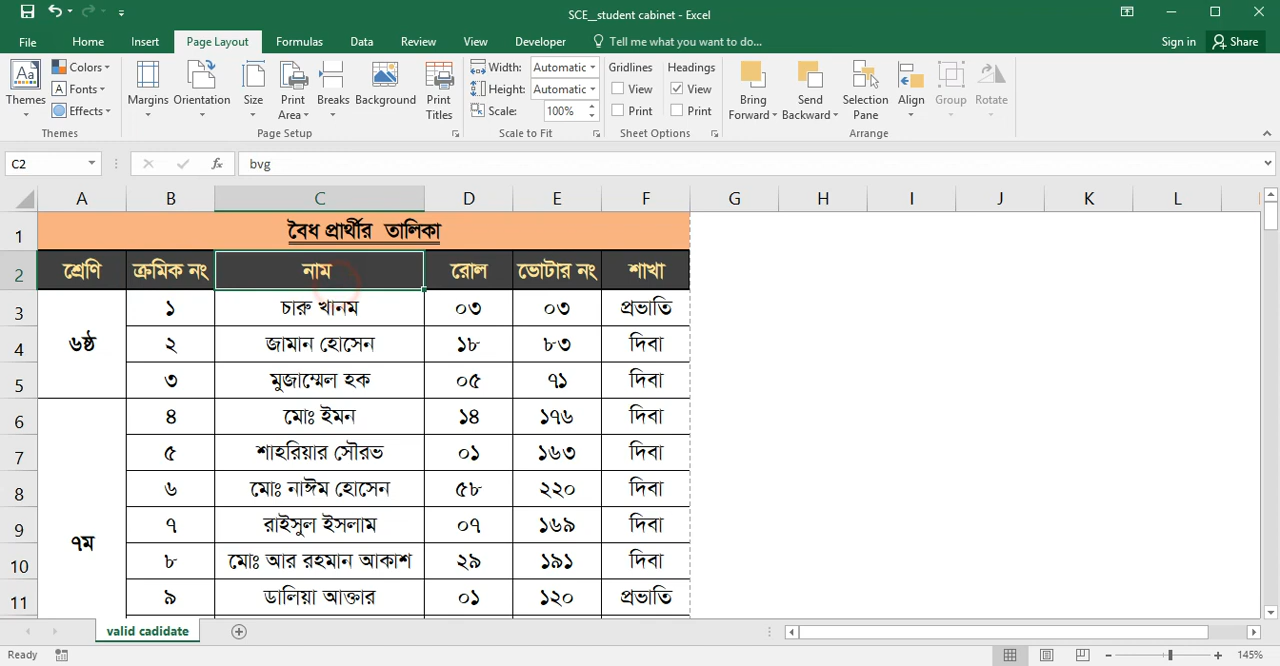 SCE_student cabinet - Excel
File Home Insert Page Layout Formulas Data Review View Developer Tell me what you want to do... Sign in Share
Themes Colors Fonts Effects Themes
Margins Orientation Size Print Area Breaks Background Print Titles Page Setup
Width: Automatic Height: Automatic Scale: 100% Scale to Fit
Gridlines View Print Headings View Print Sheet Options
Bring Forward Send Backward Selection Pane Align Group Rotate Arrange
C2 fx bvg
A B C D E F G H I J K L
1 বৈধ প্রার্থীর তালিকা
2 শ্রেণি ক্রমিক নং নাম রোল ভোটার নং শাখা
3 ১ চারু খানম ০৩ ০৩ প্রভাতি
4 ৬ষ্ঠ ২ জামান হোসেন ১৮ ৮৩ দিবা
5 ৩ মুজাম্মেল হক ০৫ ৭১ দিবা
6 ৪ মোঃ ইমন ১৪ ১৭৬ দিবা
7 ৫ শাহরিয়ার সৌরভ ০১ ১৬৩ দিবা
8 ৬ মোঃ নাঈম হোসেন ৫৮ ২২০ দিবা
9 ৭ম ৭ রাইসুল ইসলাম ০৭ ১৬৯ দিবা
10 ৮ মোঃ আর রহমান আকাশ ২৯ ১৯১ দিবা
11 ৯ ডালিয়া আক্তার ০১ ১২০ প্রভাতি
valid cadidate
Ready 145%